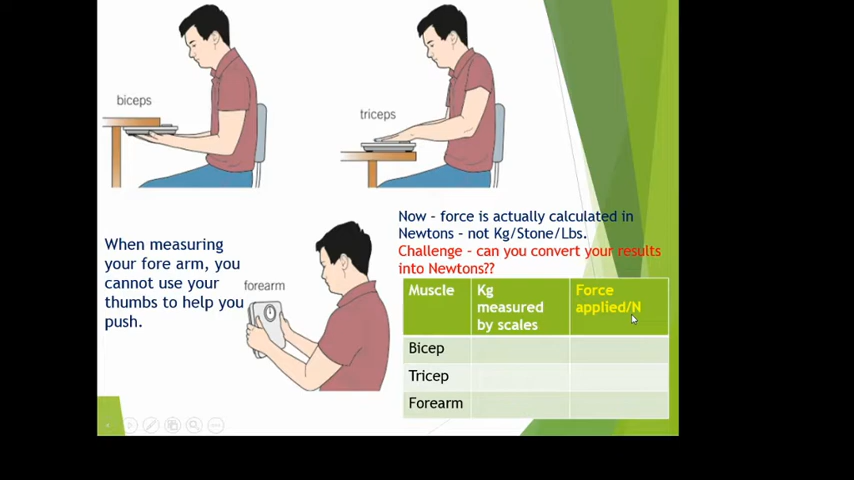 biceps
triceps
When measuring
your fore arm, you
cannot use your
thumbs to help you
push.
forearm
Now – force is actually calculated in
Newtons – not Kg/Stone/Lbs.
Challenge – can you convert your results
into Newtons??
Muscle Kg measured by scales Force applied/N
Bicep
Tricep
Forearm